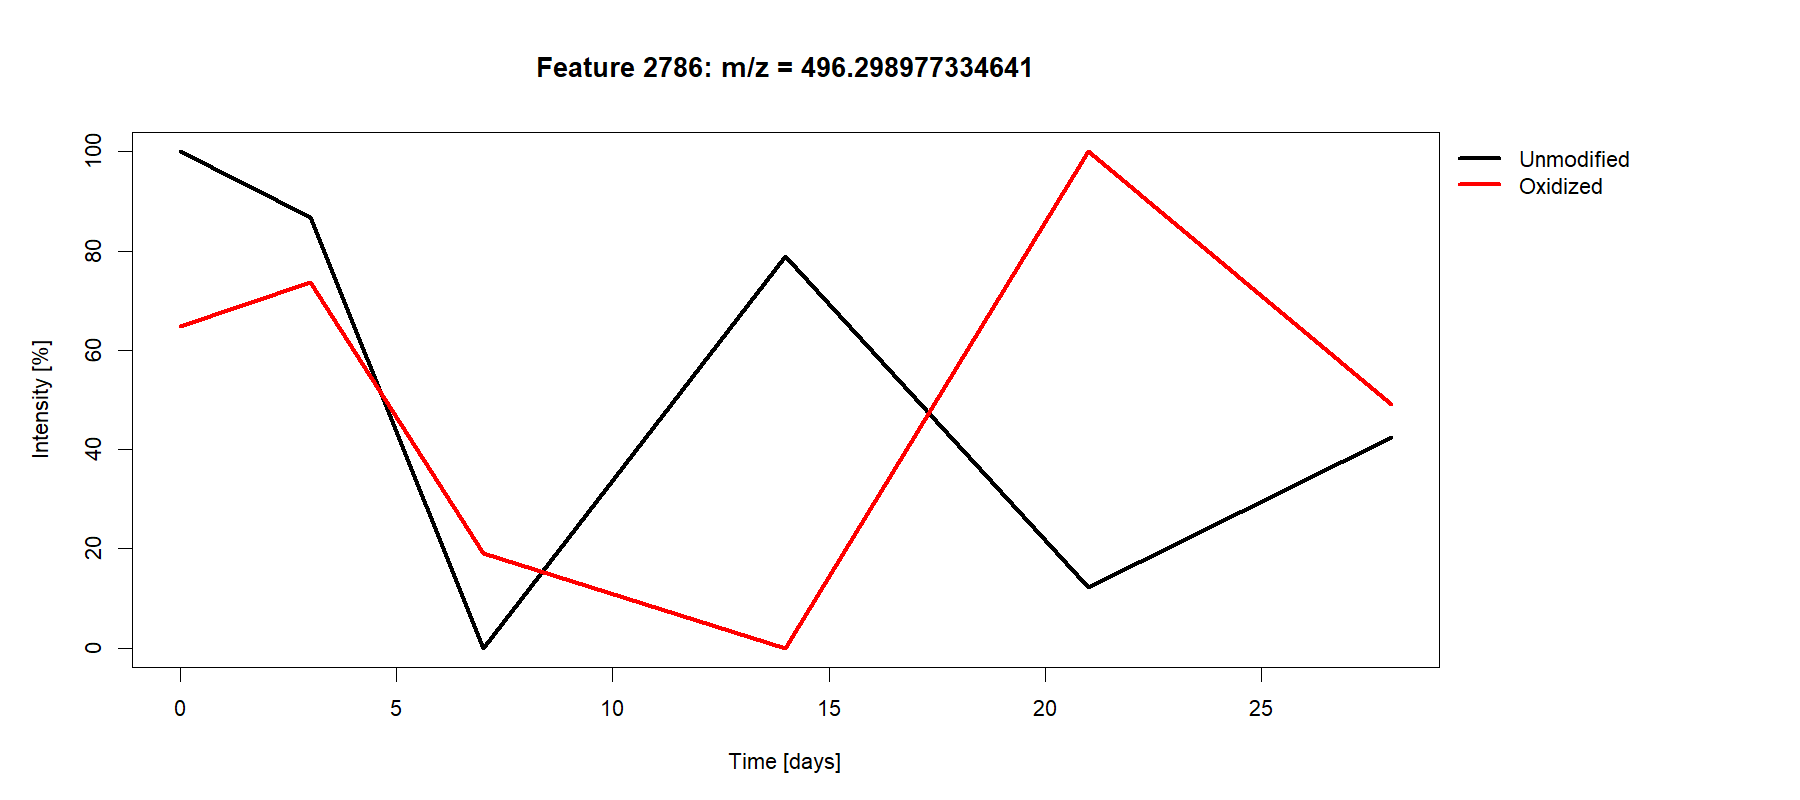 Feature 2786: m/z = 496.298977334641
Unmodified
Oxidized
Intensity [%]
100
80
60
40
20
0
0 5 10 15 20 25
Time [days]